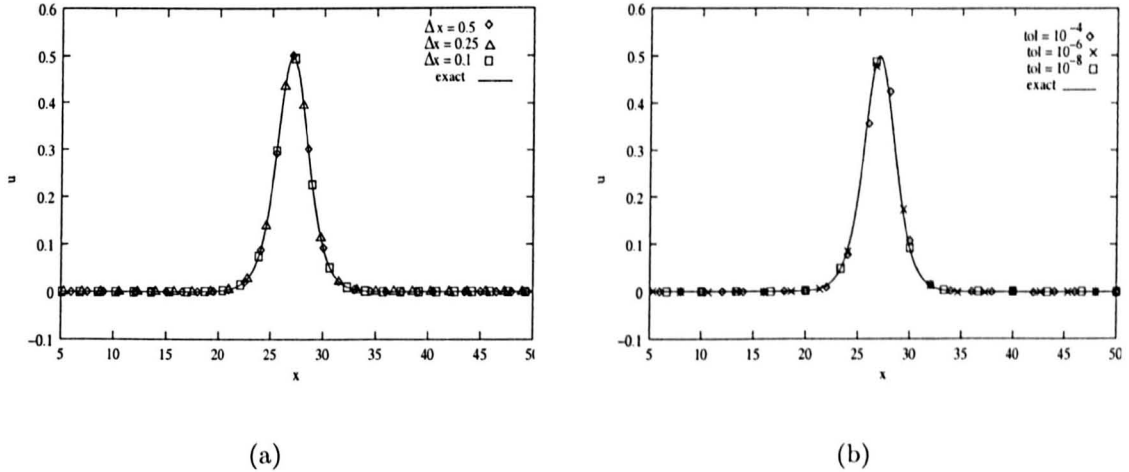 0.6
0.5
0.4
0.3
0.2
0.1
0
−0.1
u
5 10 15 20 25 30 35 40 45 50
x
Δx = 0.5
Δx = 0.25
Δx = 0.1
exact
(a)
0.6
0.5
0.4
0.3
0.2
0.1
0
−0.1
u
5 10 15 20 25 30 35 40 45 50
x
tol = 10⁻⁴
tol = 10⁻⁶
tol = 10⁻⁸
exact
(b)